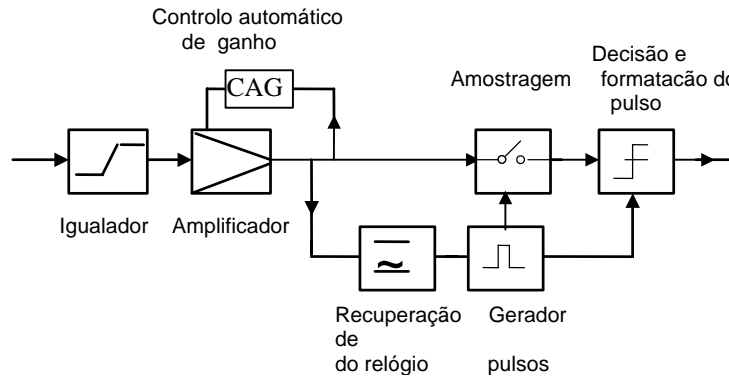 Controlo automático
de ganho
CAG
Amostragem
Decisão e
formatacão do
pulso
Igualador
Amplificador
Recuperação
de
do relógio
Gerador
pulsos